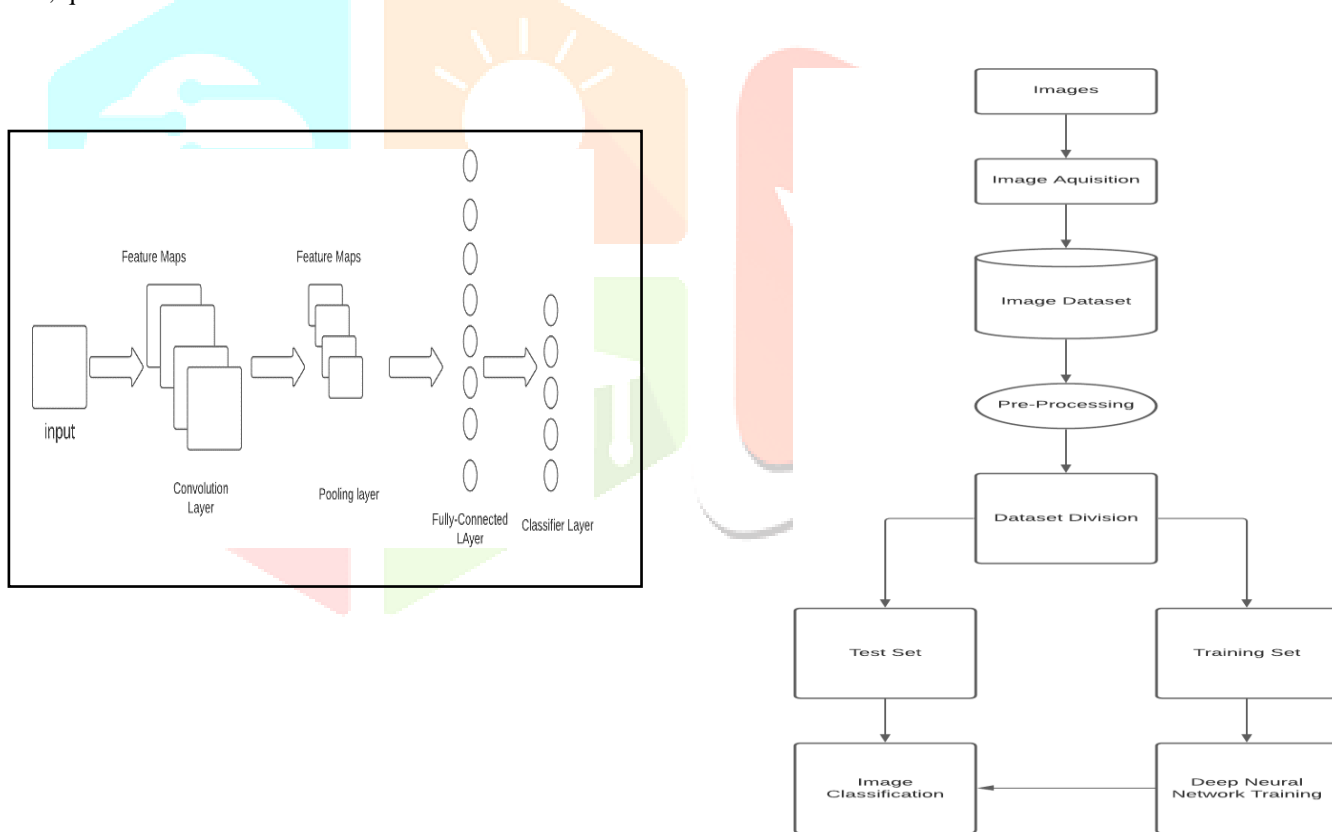 Feature Maps
Feature Maps
input
Convolution
Layer
Pooling layer
Fully-Connected
LAyer
Classifier Layer
Images
Image Aquisition
Image Dataset
Pre-Processing
Dataset Division
Test Set
Training Set
Image
Classification
Deep Neural
Network Training